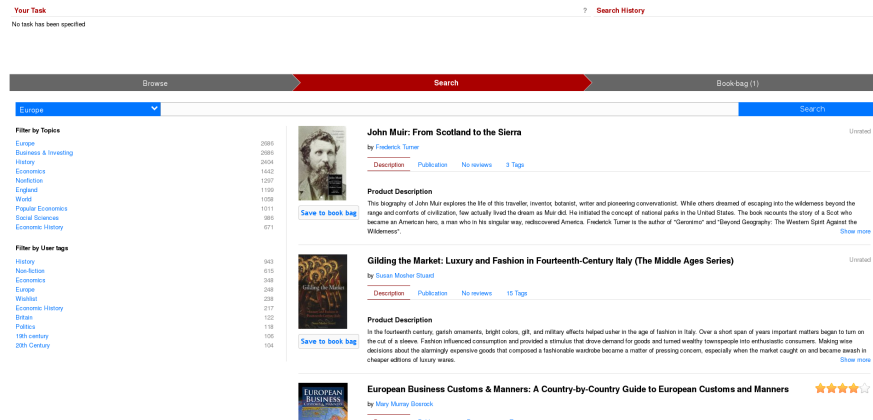 Your Task
? Search History
No task has been specified
Browse
Search
Book-bag (1)
Europe
Search
Filter by Topics
Europe 2686
Business & Investing 2686
History 2404
Economics 1442
Nonfiction 1297
England 1199
World 1058
Popular Economics 1011
Social Sciences 986
Economic History 671
Filter by User tags
History 943
Non-fiction 615
Economics 348
Europe 248
Wishlist 238
Economic History 217
Britain 122
Politics 118
19th century 105
20th Century 104
John Muir: From Scotland to the Sierra
Unrated
by Frederick Turner
Description Publication No reviews 3 Tags
Product Description
This biography of John Muir explores the life of this traveller, inventor, botanist, writer and pioneering convervationist. While others dreamed of escaping into the wilderness beyond the
range and comforts of civilization, few actually lived the dream as Muir did. He initiated the concept of national parks in the United States. The book recounts the story of a Scot who
became an American hero, a man who in his singular way, rediscovered America. Frederick Turner is the author of "Geronimo" and "Beyond Geography: The Western Spirit Against the
Wilderness".
Show more
Save to book bag
Gilding the Market: Luxury and Fashion in Fourteenth-Century Italy (The Middle Ages Series)
Unrated
by Susan Mosher Stuard
Description Publication No reviews 15 Tags
Gilding the Market
Product Description
In the fourteenth century, garish ornaments, bright colors, gilt, and military effects helped usher in the age of fashion in Italy. Over a short span of years important matters began to turn on
the cut of a sleeve. Fashion influenced consumption and provided a stimulus that drove demand for goods and turned wealthy townspeople into enthusiastic consumers. Making wise
decisions about the alarmingly expensive goods that composed a fashionable wardrobe became a matter of pressing concern, especially when the market caught on and became awash in
cheaper editions of luxury wares.
Show more
Save to book bag
European Business Customs & Manners: A Country-by-Country Guide to European Customs and Manners
by Mary Murray Bosrock
EUROPEAN
BUSINESS